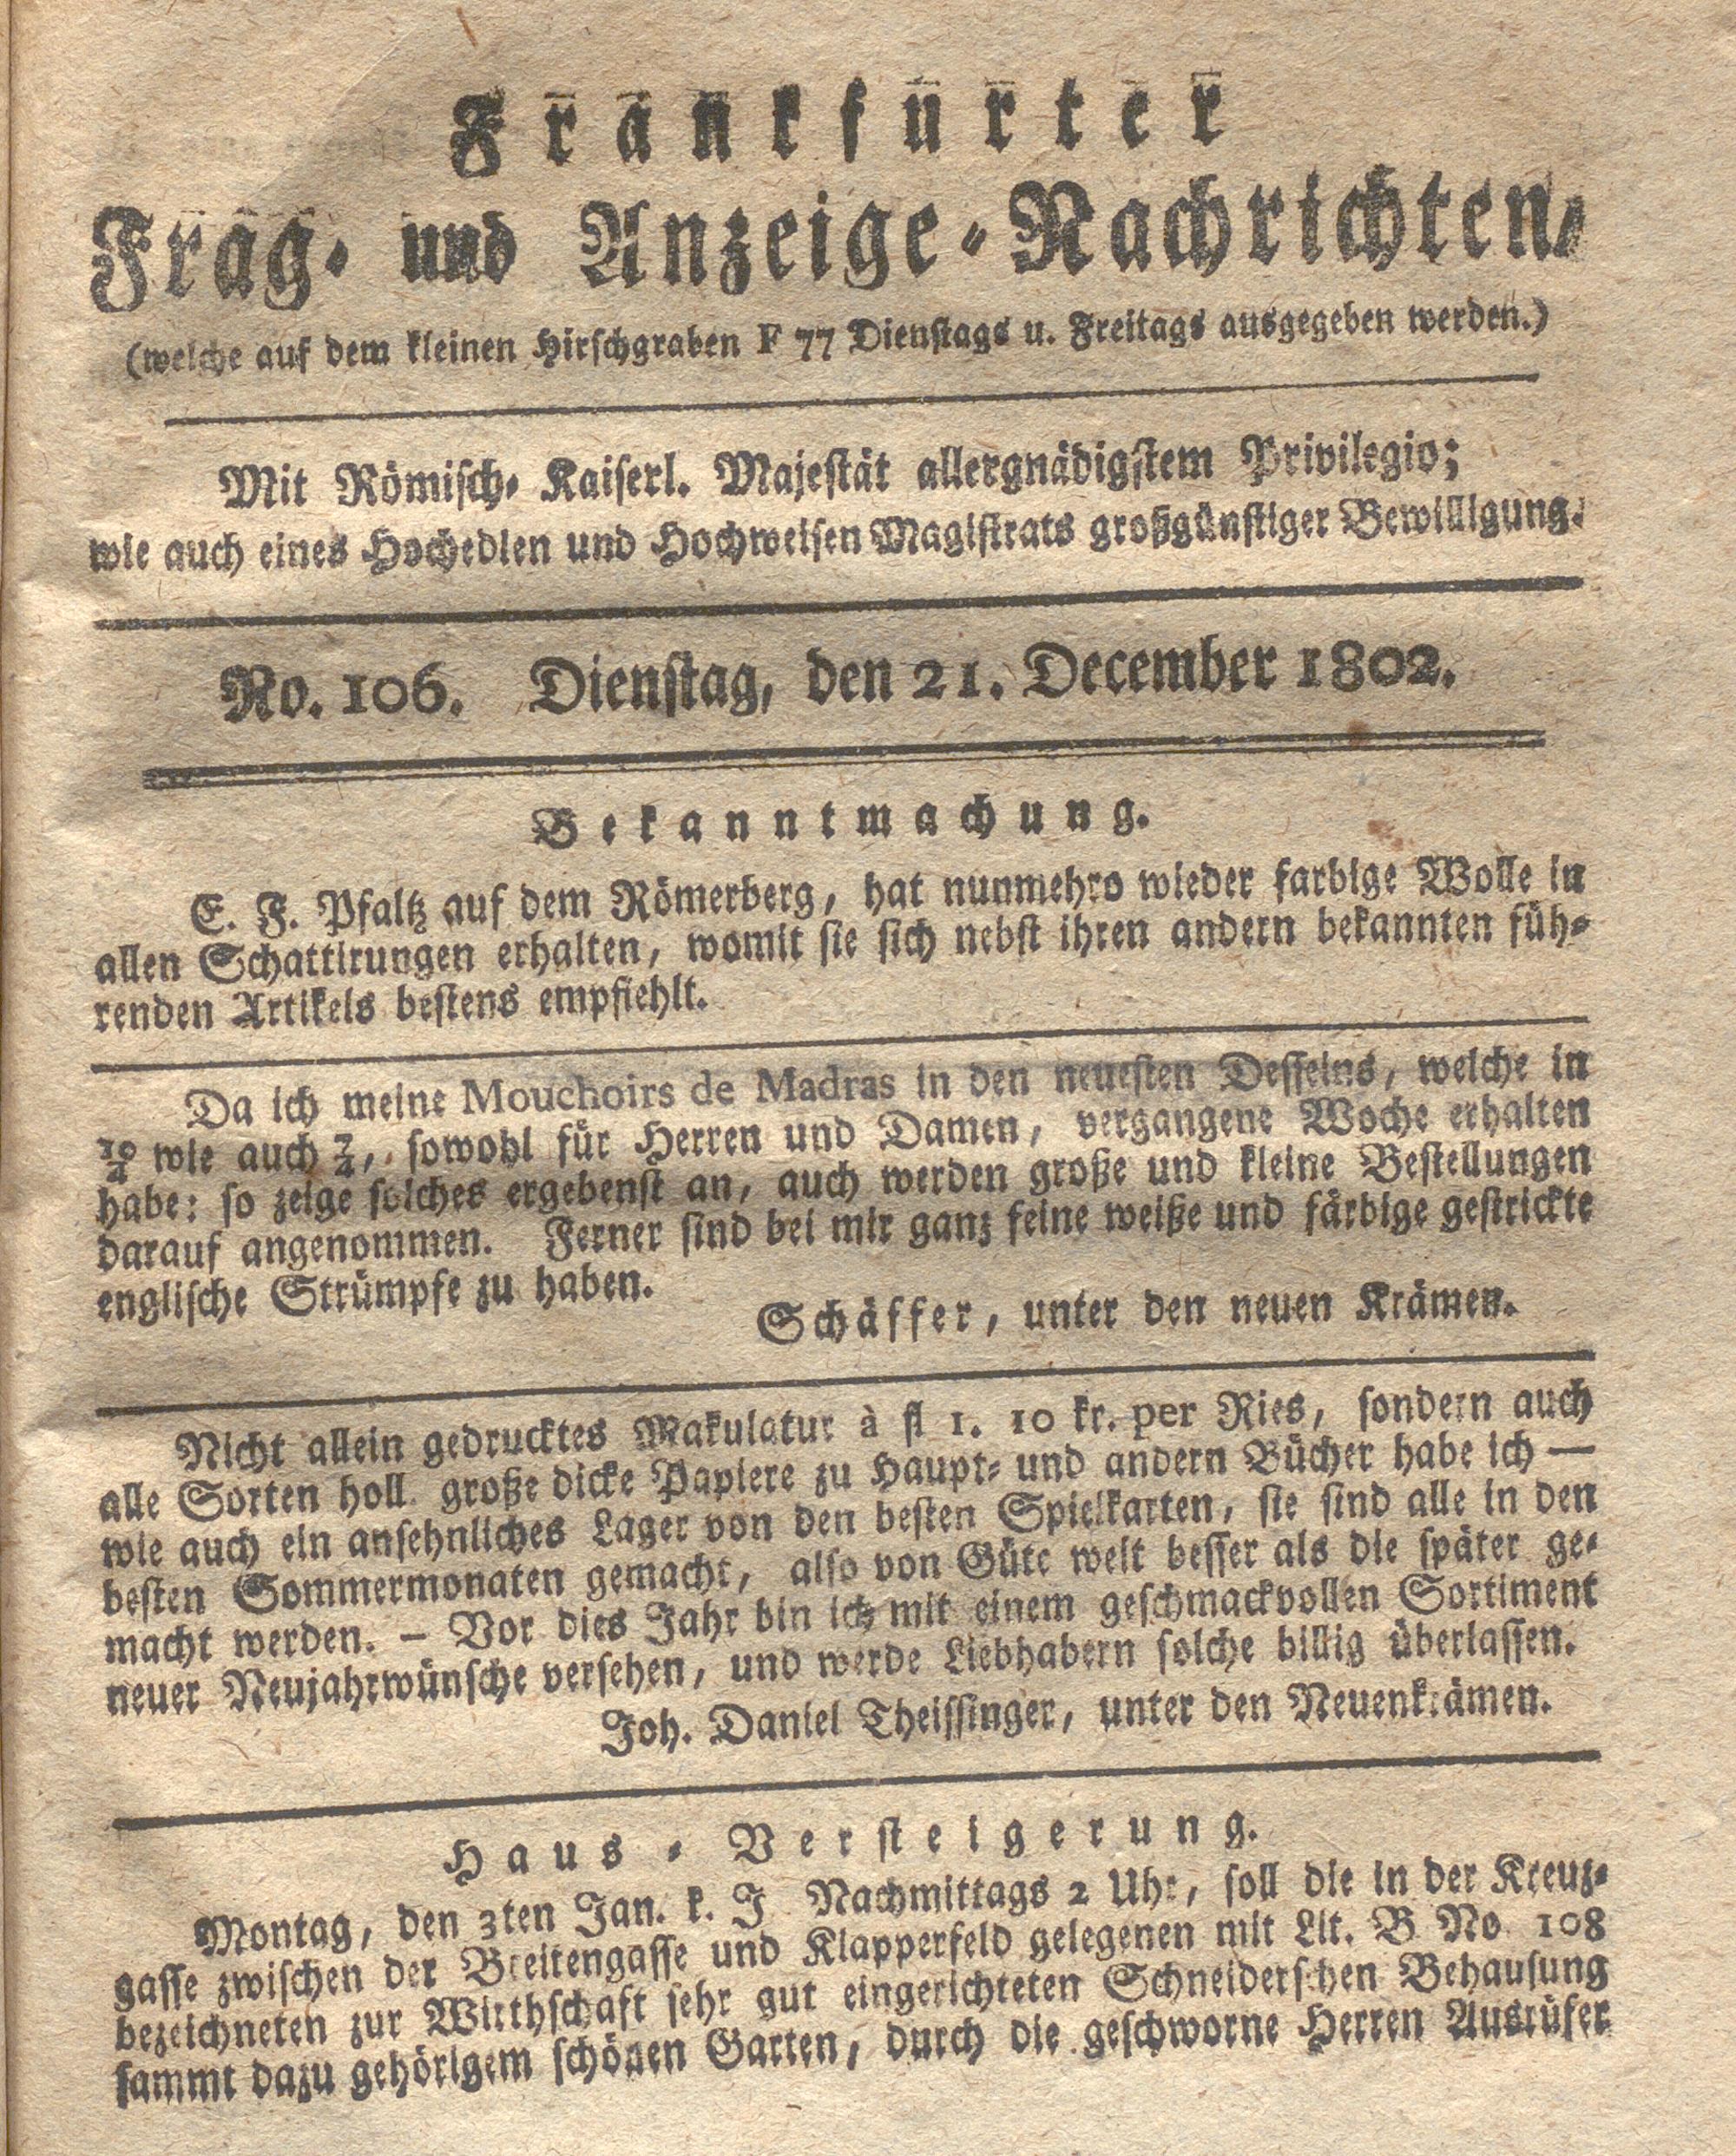 Frankfurter
Frag- und Anzeige-Nachrichten,
(welche auf dem kleinen Hirschgraben F 77 Dienstags u. Freitags ausgegeben werden.)
Mit Römisch- Kaiserl. Majestät allergnädigstem Privilegio;
wie auch eines Hochedlen und Hochweisen Magistrats großgünstiger Bewilligung.
No. 106. Dienstag, den 21. December 1802.
Bekanntmachung.
E. F. Pfaltz auf dem Römerberg, hat nunmehro wieder farbige Wolle in
allen Schattirungen erhalten, womit sie sich nebst ihren andern bekannten füh-
renden Artikels bestens empfiehlt.
Da ich meine Mouchoirs de Madras in den neuesten Desseins, welche in
10/4 wie auch 7/4, sowohl für Herren und Damen, vergangene Woche erhalten
habe: so zeige solches ergebenst an, auch werden große und kleine Bestellungen
darauf angenommen. Ferner sind bei mir ganz feine weiße und färbige gestrickte
englische Strümpfe zu haben.
Schäffer, unter den neuen Krämen.
Nicht allein gedrucktes Makulatur à fl 1. 10 kr. per Ries, sondern auch
alle Sorten holl. große dicke Papiere zu Haupt- und andern Bücher habe ich —
wie auch ein ansehnliches Lager von den besten Spielkarten, sie sind alle in den
besten Sommermonaten gemacht, also von Güte weit besser als die später ge-
macht werden. — Vor dies Jahr bin ich mit einem geschmackvollen Sortiment
neuer Neujahrwünsche versehen, und werde Liebhabern solche billig überlassen.
Joh. Daniel Theissinger, unter den Neuenkrämen.
Haus-Versteigerung.
Montag, den 3ten Jan. k. J. Nachmittags 2 Uhr, soll die in der Kreuz-
gasse zwischen der Breitengasse und Klapperfeld gelegenen mit Lit. B No. 108
bezeichneten zur Wirthschaft sehr gut eingerichteten Schneiderschen Behausung
sammt dazu gehörigem schönen Garten, durch die geschworne Herren Ausrüfer